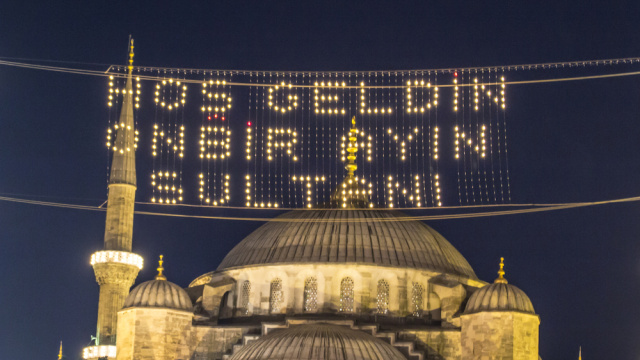 HOŞ GELDİN
ONBİR AYIN
SULTANI